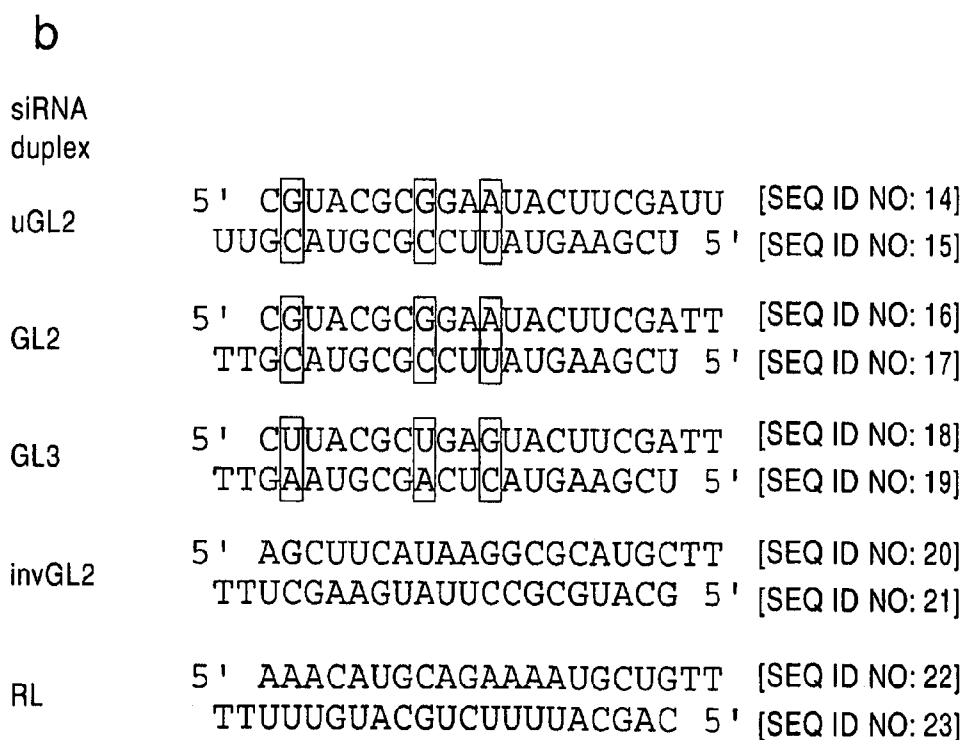 b
siRNA
duplex
uGL2
5' CGUACGCGGAAUACUUCGAUU [SEQ ID NO: 14]
UUGCAUGCGCCUUAUGAAGCU 5' [SEQ ID NO: 15]
GL2
5' CGUACGCGGAAUACUUCGATT [SEQ ID NO: 16]
TTGCAUGCGCCUUAUGAAGCU 5' [SEQ ID NO: 17]
GL3
5' CUUACGCUGAGUACUUCGATT [SEQ ID NO: 18]
TTGAAUGCGACUCAUGAAGCU 5' [SEQ ID NO: 19]
invGL2
5' AGCUUCAUAAGGCGCAUGCTT [SEQ ID NO: 20]
TTUCGAAGUAUUCCGCGUACG 5' [SEQ ID NO: 21]
RL
5' AAACAUGCAGAAAAUGCUGTT [SEQ ID NO: 22]
TTUUUGUACGUCUUUUACGAC 5' [SEQ ID NO: 23]